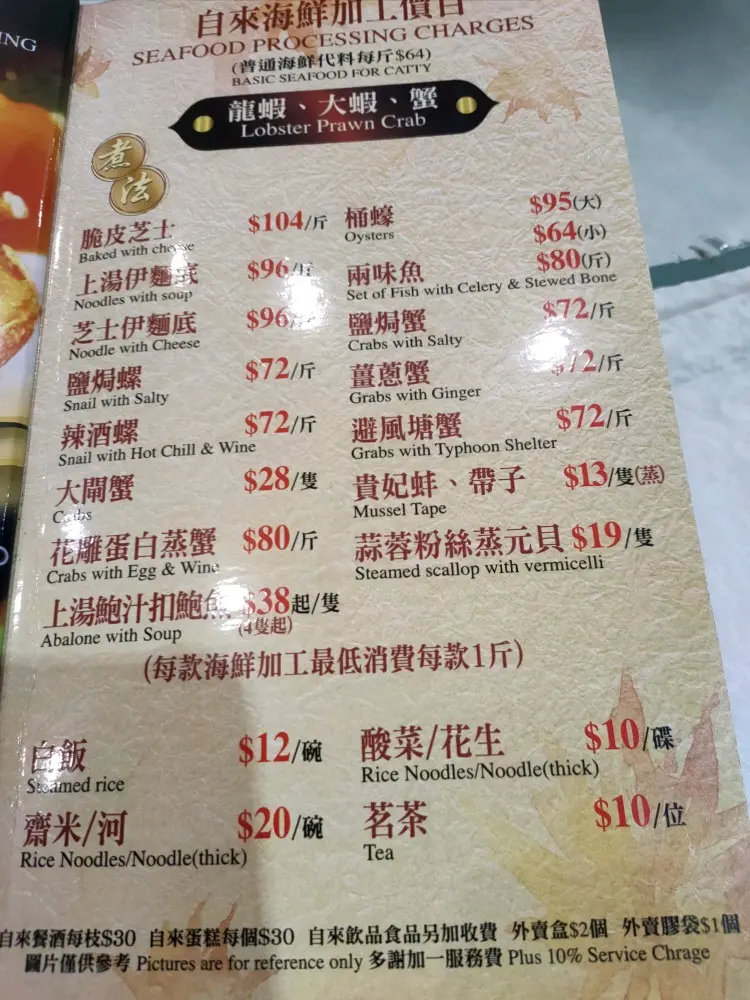 ING
自來海鮮加工價目
SEAFOOD PROCESSING CHARGES
(普通海鮮代料每斤$64)
BASIC SEAFOOD FOR CATTY
龍蝦、大蝦、蟹
Lobster Prawn Crab
煮法
脆皮芝士 $104/斤
Baked with cheese
上湯伊麵底 $96/斤
Noodles with soup
芝士伊麵底 $96/
Noodle with Cheese
鹽焗螺 $72/斤
Snail with Salty
辣酒螺 $72/斤
Snail with Hot Chill & Wine
大閘蟹 $28/隻
花雕蛋白蒸蟹 $80/斤
Crabs with Egg & Wine
上湯鮑汁扣鮑魚 $38起/隻
Abalone with Soup (4隻起)
桶蠔 $95(大)
Oysters $64(小)
兩味魚 $80(斤)
Set of Fish with Celery & Stewed Bone
鹽焗蟹 $72/斤
Crabs with Salty
薑蔥蟹 $72/斤
Grabs with Ginger
避風塘蟹 $72/斤
Grabs with Typhoon Shelter
貴妃蚌、帶子 $13/隻(蒸)
Mussel Tape
蒜蓉粉絲蒸元貝 $19/隻
Steamed scallop with vermicelli
(每款海鮮加工最低消費每款1斤)
白飯 $12/碗
Steamed rice
齋米/河 $20/碗
Rice Noodles/Noodle(thick)
酸菜/花生 $10/碟
Rice Noodles/Noodle(thick)
茗茶 $10/位
Tea
自來餐酒每枝$30 自來蛋糕每個$30 自來飲品食品另加收費 外賣盒$2個 外賣膠袋$1個
圖片僅供參考 Pictures are for reference only 多謝加一服務費 Plus 10% Service Chrage